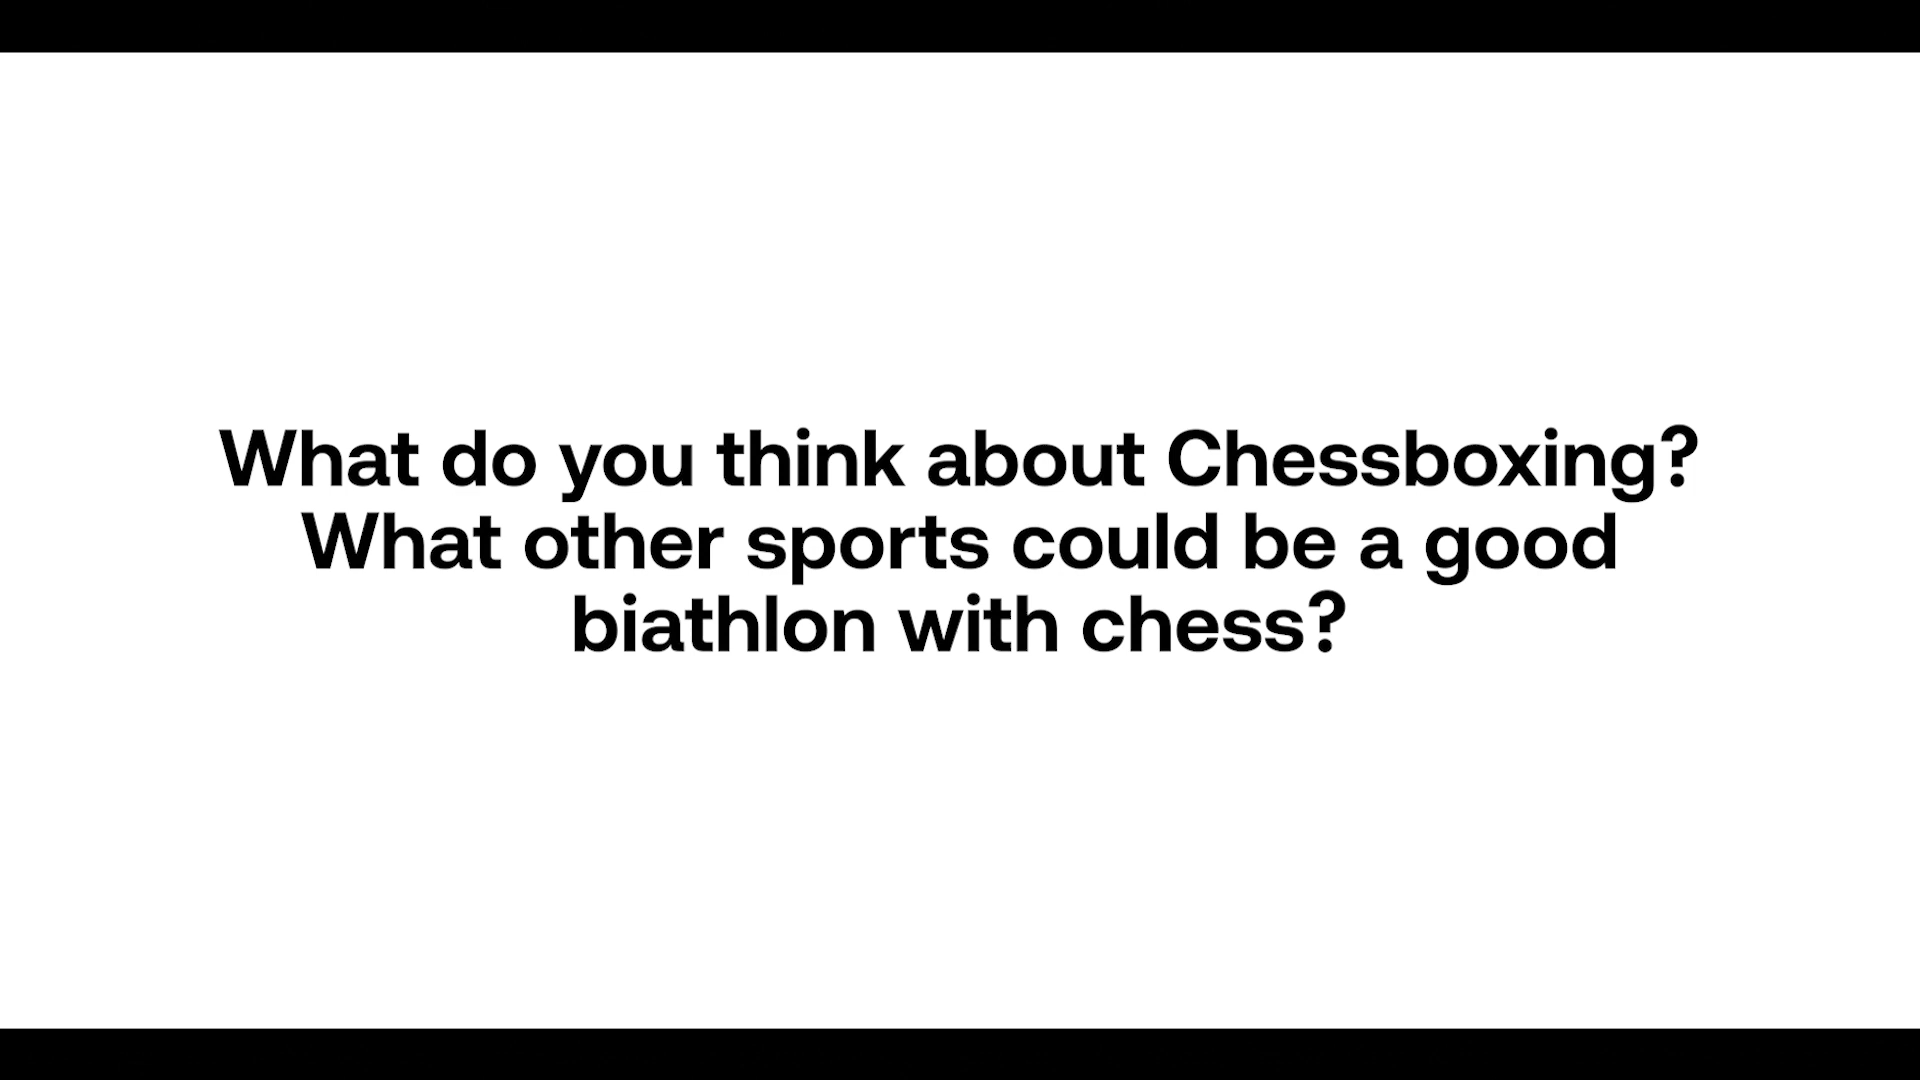 What do you think about Chessboxing?
What other sports could be a good
biathlon with chess?